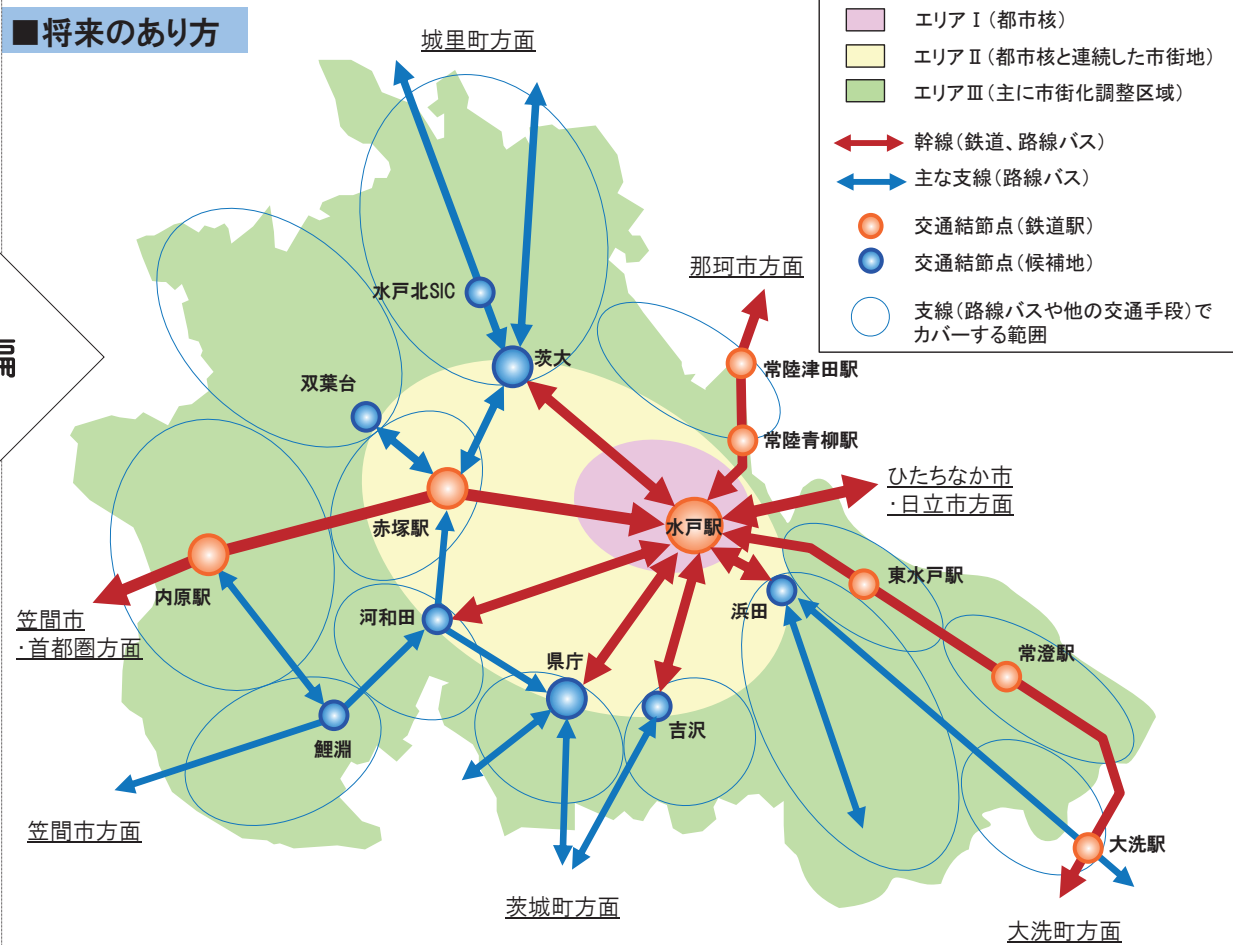 ■将来のあり方
エリアⅠ(都市核)
エリアⅡ(都市核と連続した市街地)
エリアⅢ(主に市街化調整区域)
幹線(鉄道、路線バス)
主な支線(路線バス)
交通結節点(鉄道駅)
交通結節点(候補地)
支線(路線バスや他の交通手段)で
カバーする範囲
城里町方面
那珂市方面
水戸北SIC
茨大
常陸津田駅
双葉台
常陸青柳駅
ひたちなか市
・日立市方面
赤塚駅
水戸駅
東水戸駅
内原駅
浜田
河和田
笠間市
・首都圏方面
県庁
常澄駅
吉沢
鯉淵
笠間市方面
大洗駅
茨城町方面
大洗町方面